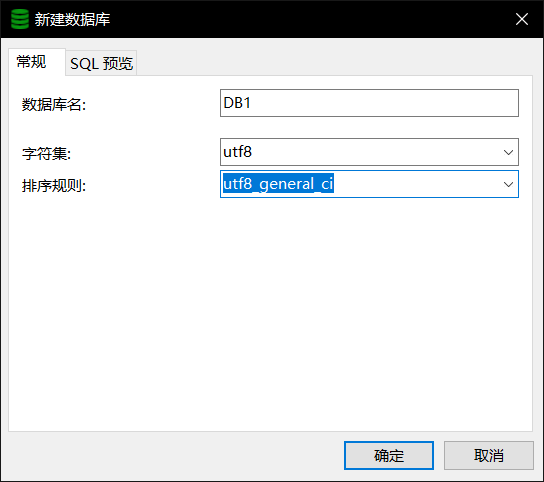 新建数据库
常规 SQL 预览
数据库名: DB1
字符集: utf8
排序规则: utf8_general_ci
确定 取消